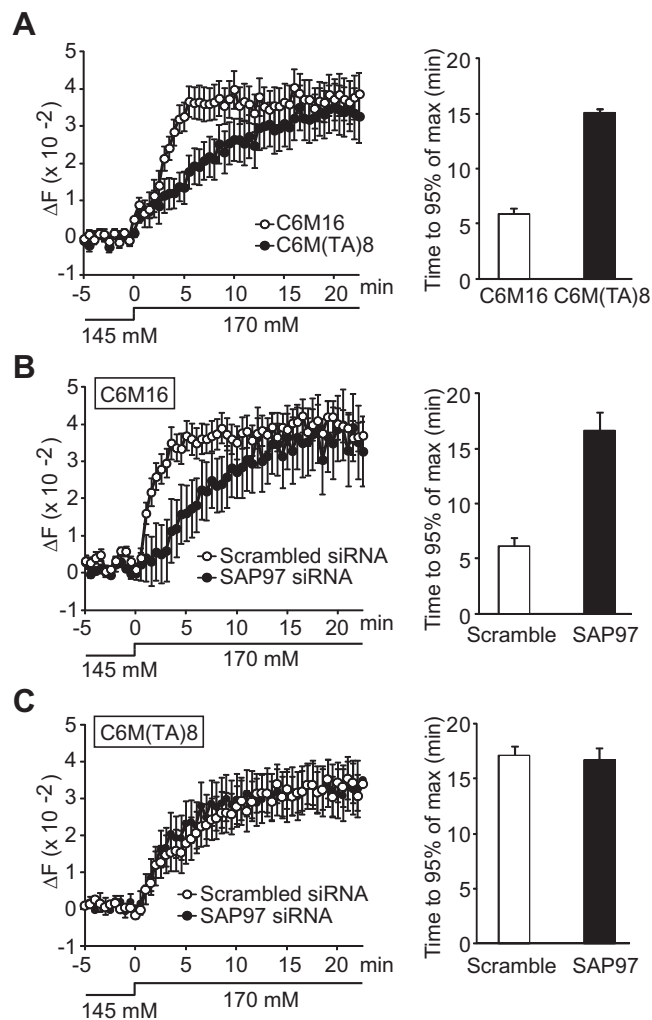 A
ΔF (x 10 -2)
5
4
3
2
1
0
-1
C6M16
C6M(TA)8
-5 0 5 10 15 20 min
145 mM
170 mM
Time to 95% of max (min)
20
15
10
5
0
C6M16 C6M(TA)8
B
C6M16
ΔF (x 10 -2)
5
4
3
2
1
0
-1
Scrambled siRNA
SAP97 siRNA
-5 0 5 10 15 20 min
145 mM
170 mM
Time to 95% of max (min)
20
15
10
5
0
Scramble SAP97
C
C6M(TA)8
ΔF (x 10 -2)
5
4
3
2
1
0
-1
Scrambled siRNA
SAP97 siRNA
-5 0 5 10 15 20 min
145 mM
170 mM
Time to 95% of max (min)
20
15
10
5
0
Scramble SAP97